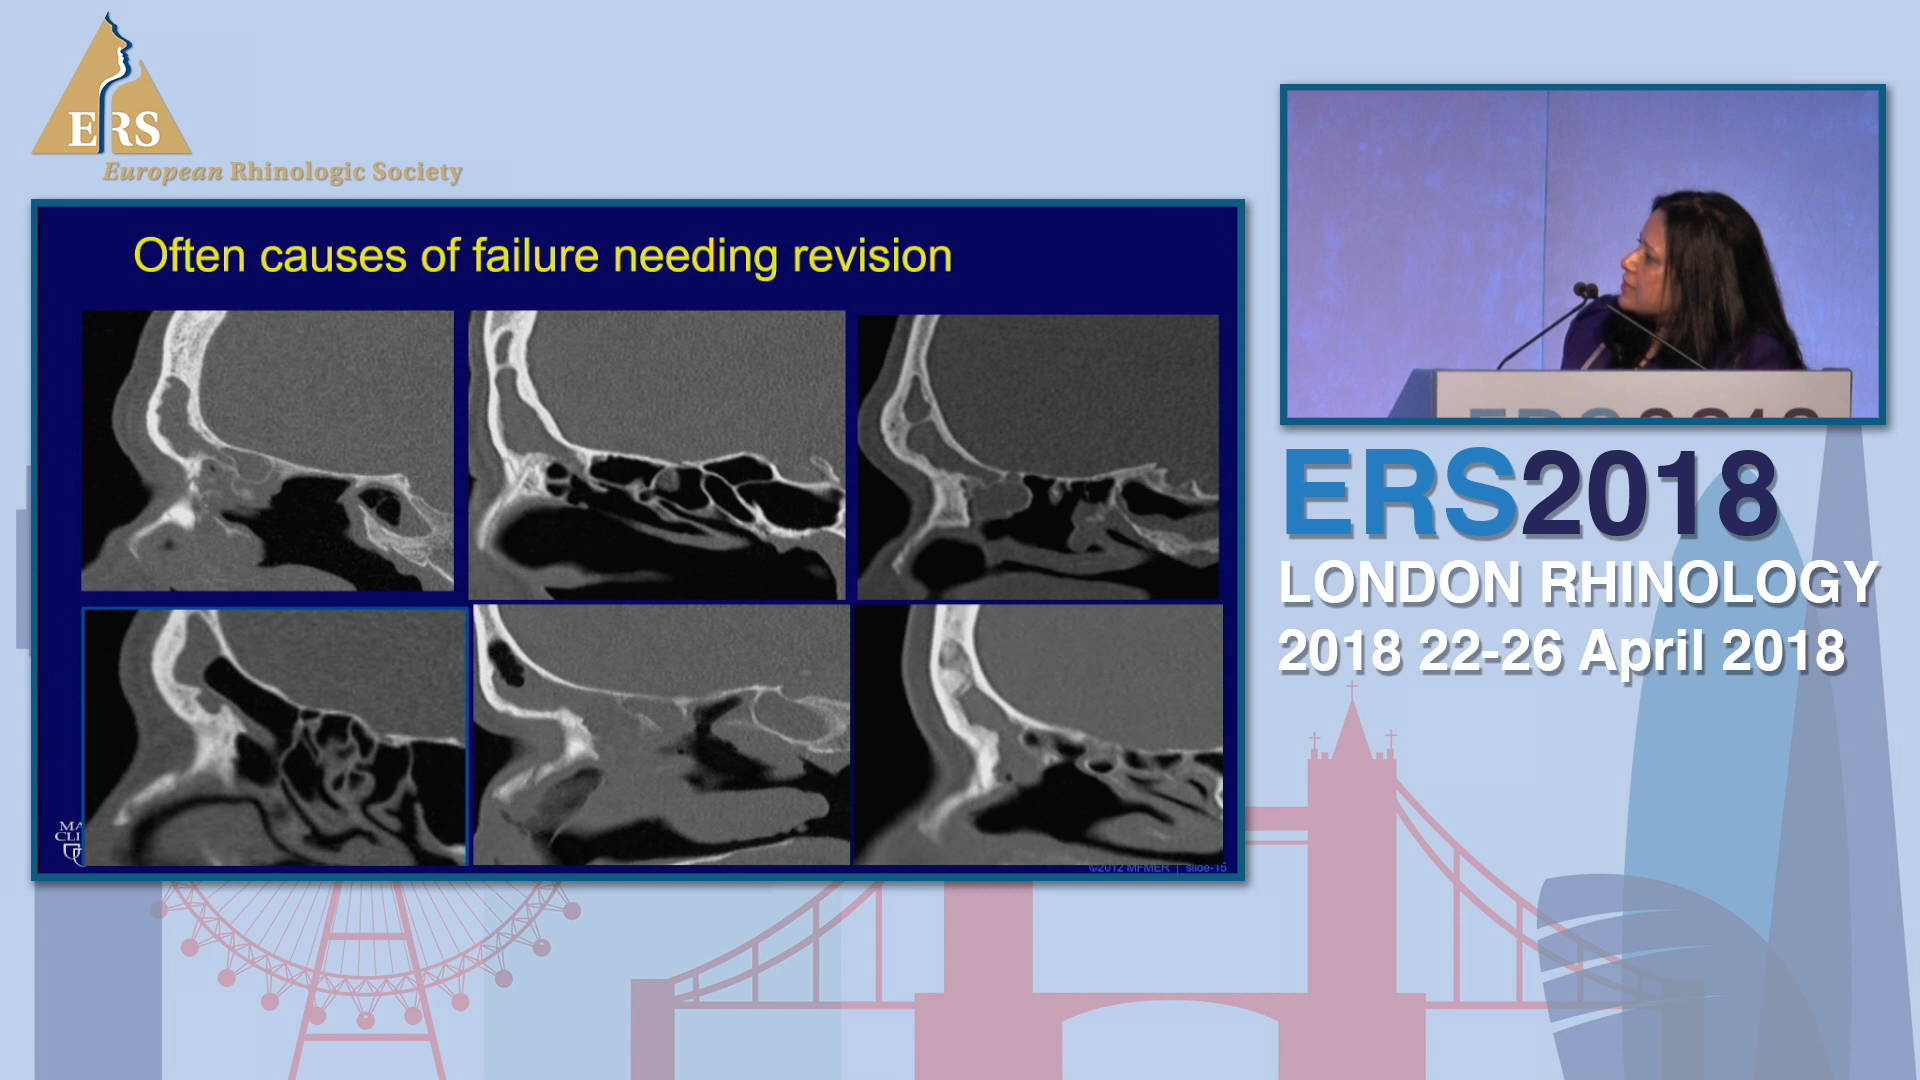 ERS
European Rhinologic Society
Often causes of failure needing revision
©2012 MFMER | slide-15
ERS2018
LONDON RHINOLOGY
2018 22-26 April 2018